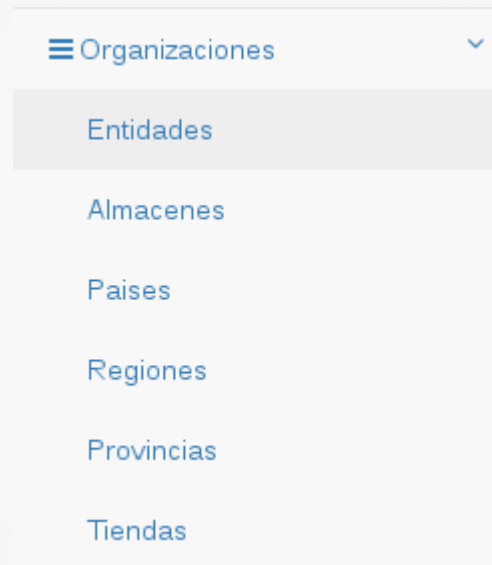 Organizaciones
Entidades
Almacenes
Paises
Regiones
Provincias
Tiendas